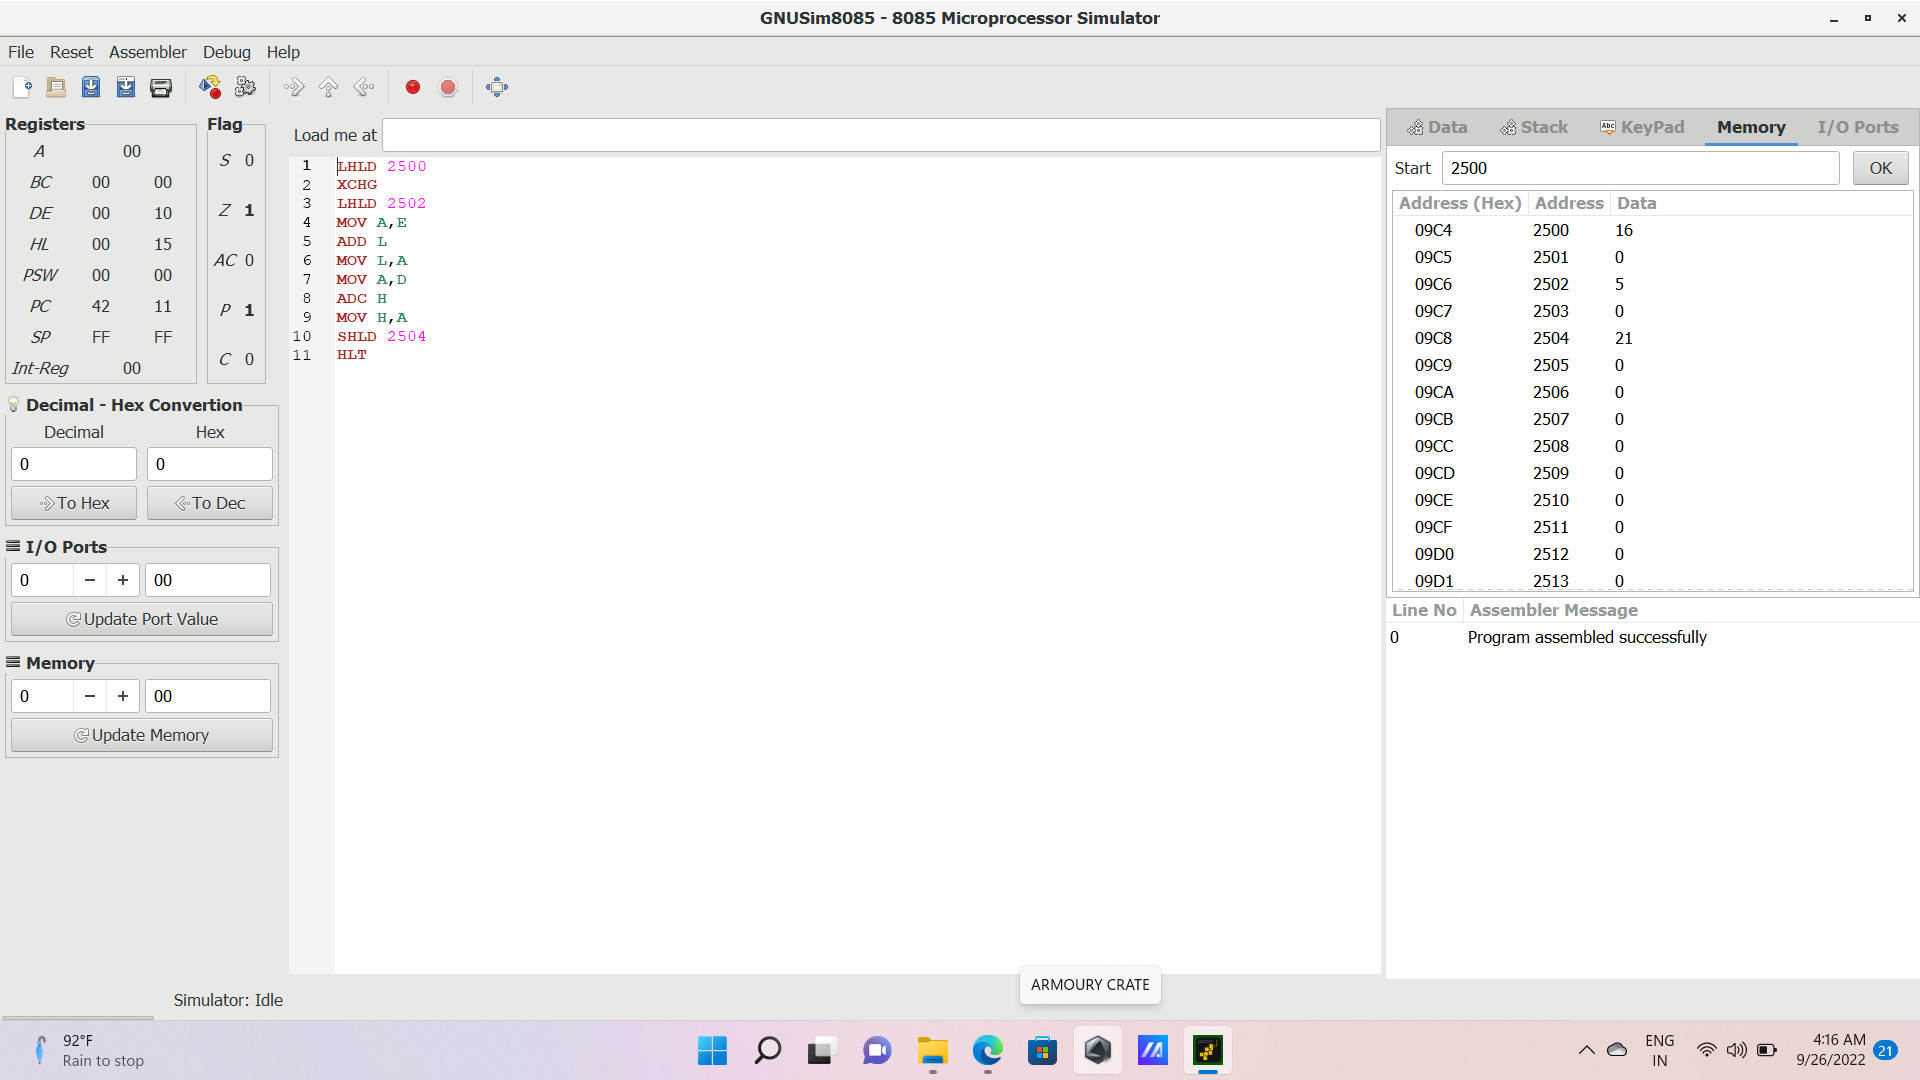 GNUSim8085 - 8085 Microprocessor Simulator
File Reset Assembler Debug Help
Registers
A 00
BC 00 00
DE 00 10
HL 00 15
PSW 00 00
PC 42 11
SP FF FF
Int-Reg 00
Flag
S 0
Z 1
AC 0
P 1
C 0
Decimal - Hex Convertion
Decimal Hex
0 0
To Hex To Dec
I/O Ports
0 − + 00
Update Port Value
Memory
0 − + 00
Update Memory
Load me at
1 LHLD 2500
2 XCHG
3 LHLD 2502
4 MOV A,E
5 ADD L
6 MOV L,A
7 MOV A,D
8 ADC H
9 MOV H,A
10 SHLD 2504
11 HLT
Data Stack Abc KeyPad Memory I/O Ports
Start 2500 OK
Address (Hex) Address Data
09C4 2500 16
09C5 2501 0
09C6 2502 5
09C7 2503 0
09C8 2504 21
09C9 2505 0
09CA 2506 0
09CB 2507 0
09CC 2508 0
09CD 2509 0
09CE 2510 0
09CF 2511 0
09D0 2512 0
09D1 2513 0
Line No Assembler Message
0 Program assembled successfully
ARMOURY CRATE
Simulator: Idle
92°F
Rain to stop
ENG
IN
4:16 AM
9/26/2022
21